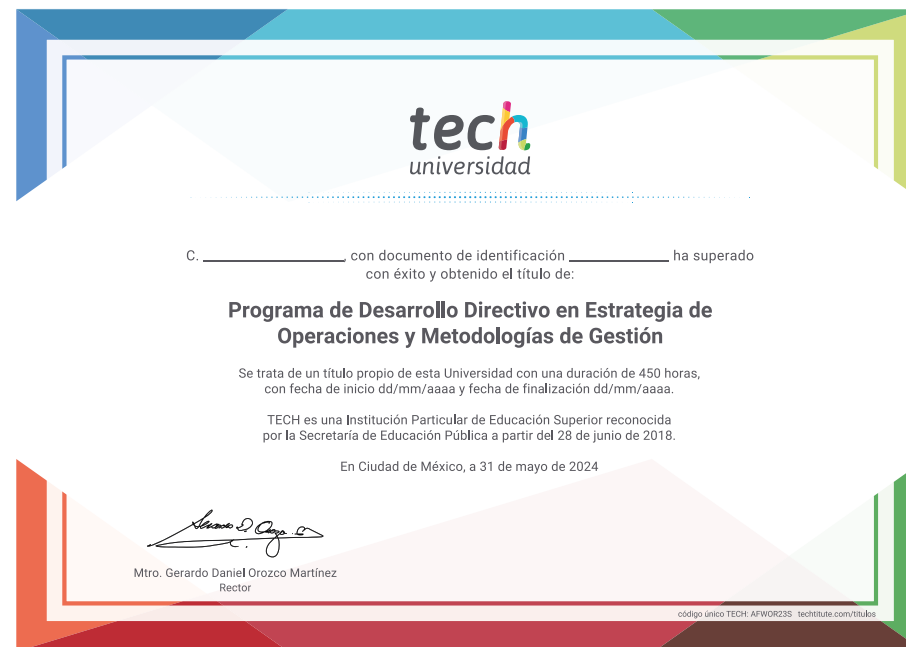 tech
universidad
C. ____________, con documento de identificación ____________ ha superado
con éxito y obtenido el título de:
Programa de Desarrollo Directivo en Estrategia de
Operaciones y Metodologías de Gestión
Se trata de un título propio de esta Universidad con una duración de 450 horas,
con fecha de inicio dd/mm/aaaa y fecha de finalización dd/mm/aaaa.
TECH es una Institución Particular de Educación Superior reconocida
por la Secretaría de Educación Pública a partir del 28 de junio de 2018.
En Ciudad de México, a 31 de mayo de 2024
Mtro. Gerardo Daniel Orozco Martínez
Rector
código único TECH: AFWOR23S techtitute.com/titulos